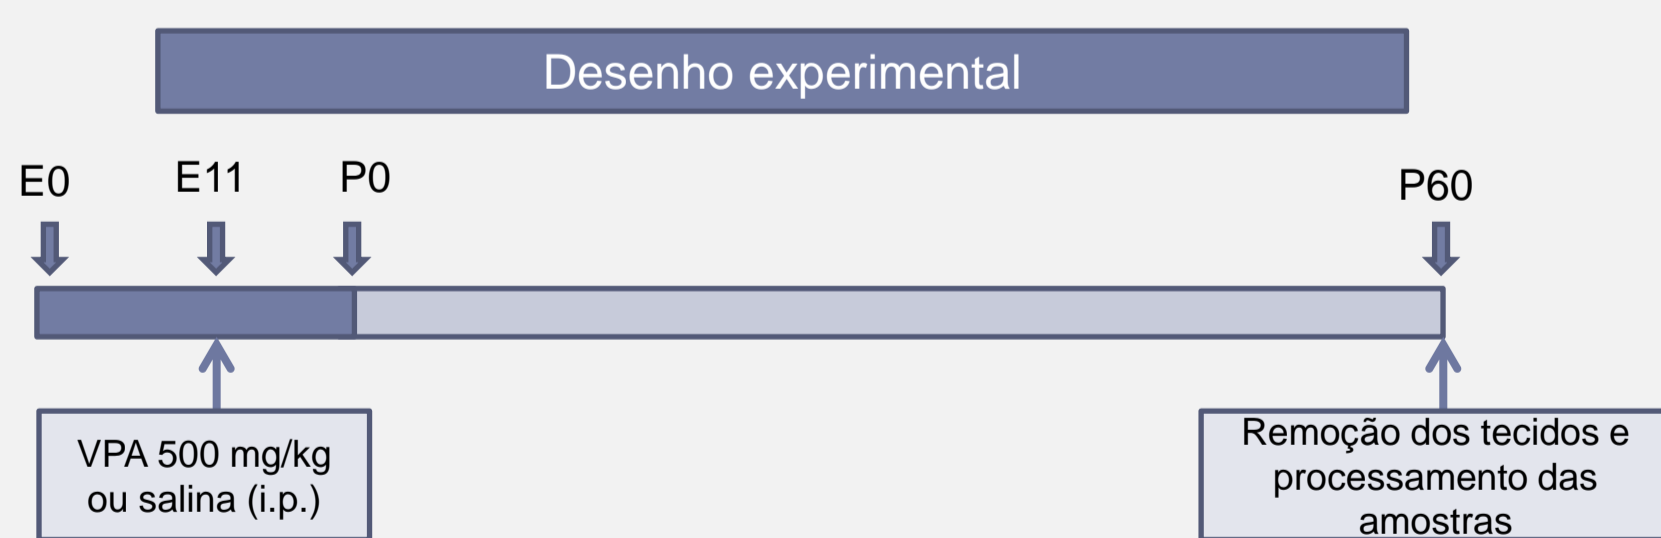 Desenho experimental
E0
E11
P0
P60
VPA 500 mg/kg
ou salina (i.p.)
Remoção dos tecidos e
processamento das
amostras